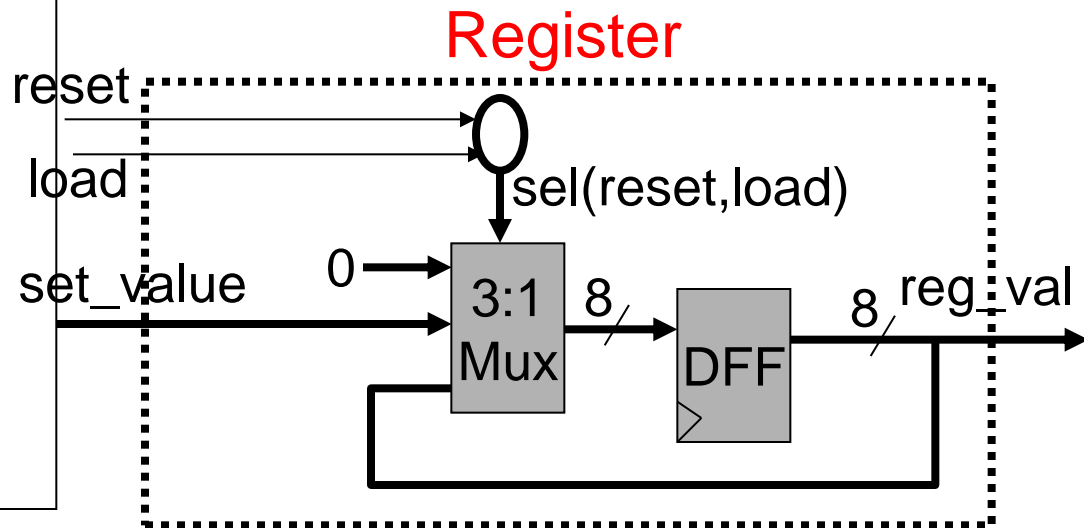 Register
reset
load
sel(reset,load)
set_value
0
3:1
Mux
8
DFF
8
reg_val